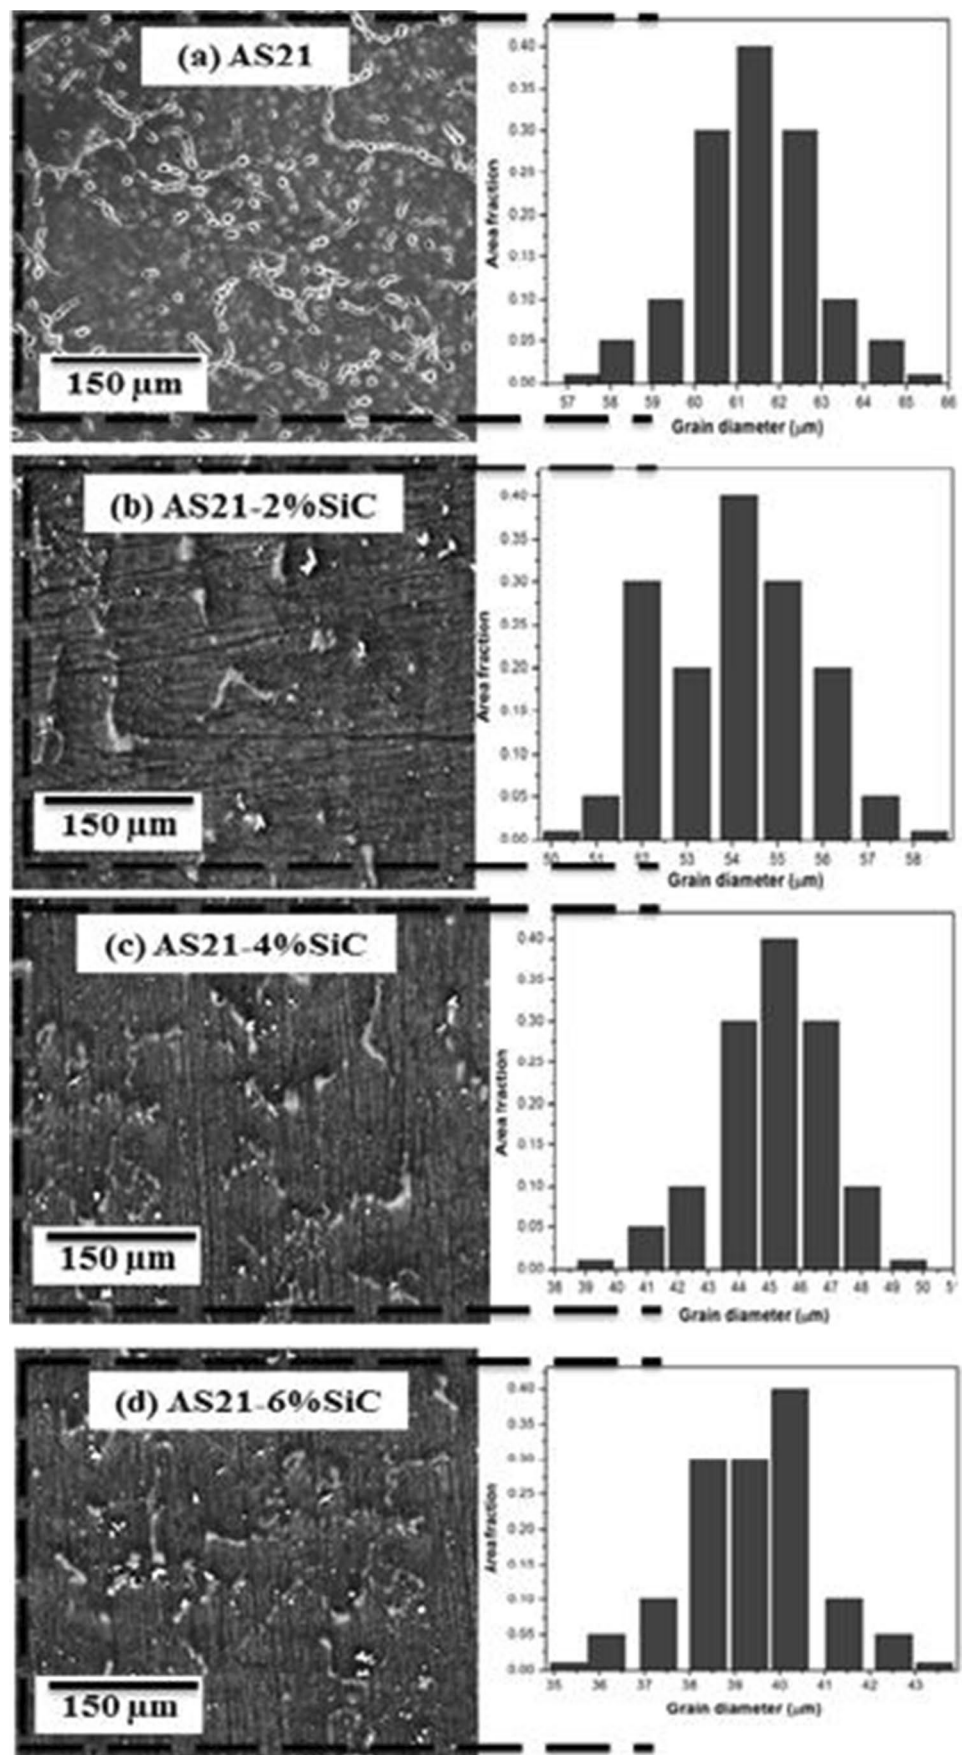 (a) AS21
150 µm
0.40
0.35
0.30
0.25
0.20
0.15
0.10
0.05
0.00
Area fraction
57 58 59 60 61 62 63 64 65 66
Grain diameter (µm)
(b) AS21-2%SiC
150 µm
0.40
0.35
0.30
0.25
0.20
0.15
0.10
0.05
0.00
Area fraction
50 51 52 53 54 55 56 57 58
Grain diameter (µm)
(c) AS21-4%SiC
150 µm
0.40
0.35
0.30
0.25
0.20
0.15
0.10
0.05
0.00
Area fraction
38 39 40 41 42 43 44 45 46 47 48 49 50
Grain diameter (µm)
(d) AS21-6%SiC
150 µm
0.40
0.35
0.30
0.25
0.20
0.15
0.10
0.05
0.00
Area fraction
35 36 37 38 39 40 41 42 43
Grain diameter (µm)